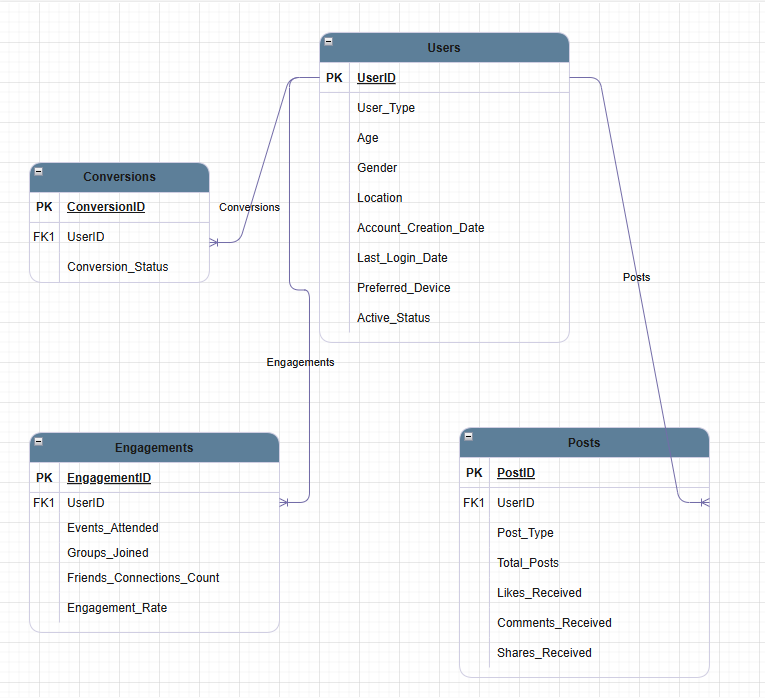 Users
PK UserID
User_Type
Age
Gender
Location
Account_Creation_Date
Last_Login_Date
Preferred_Device
Active_Status
Conversions
PK ConversionID
FK1 UserID
Conversion_Status
Conversions
Posts
Engagements
Engagements
PK EngagementID
FK1 UserID
Events_Attended
Groups_Joined
Friends_Connections_Count
Engagement_Rate
Posts
PK PostID
FK1 UserID
Post_Type
Total_Posts
Likes_Received
Comments_Received
Shares_Received